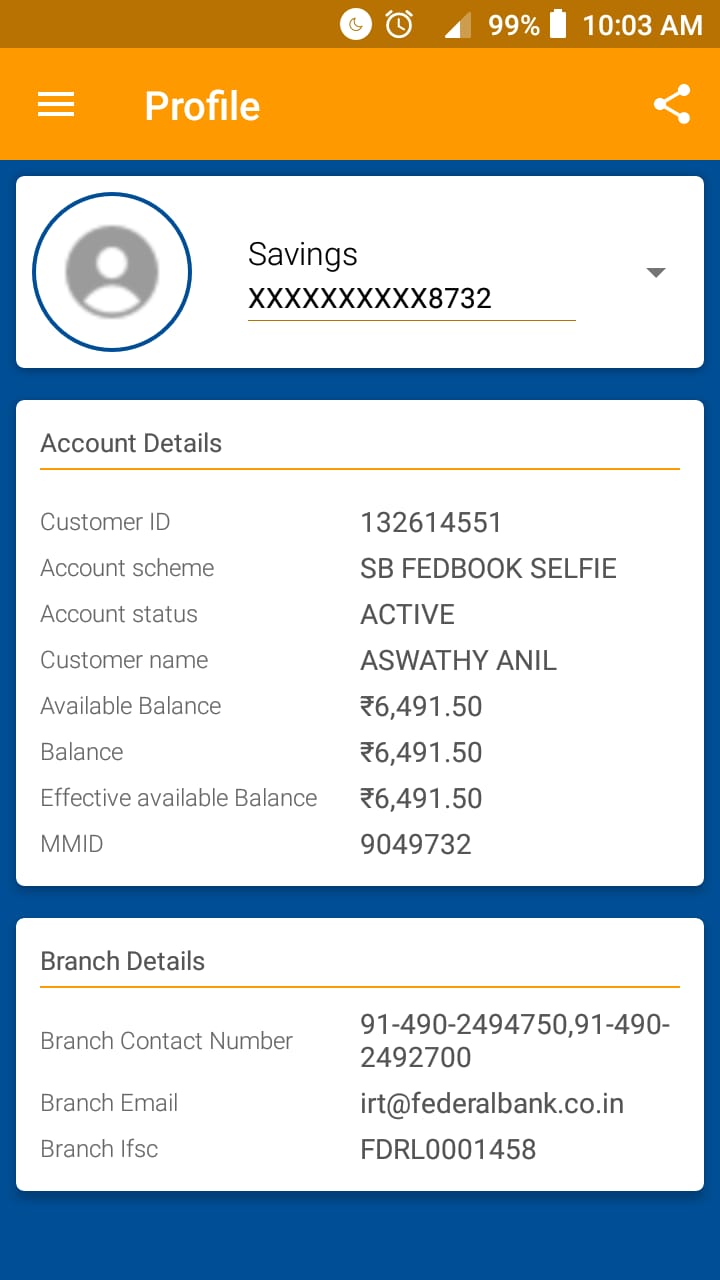 99% 10:03 AM
Profile
Savings
XXXXXXXXXX8732
Account Details
Customer ID 132614551
Account scheme SB FEDBOOK SELFIE
Account status ACTIVE
Customer name ASWATHY ANIL
Available Balance ₹6,491.50
Balance ₹6,491.50
Effective available Balance ₹6,491.50
MMID 9049732
Branch Details
Branch Contact Number 91-490-2494750,91-490-
2492700
Branch Email irt@federalbank.co.in
Branch Ifsc FDRL0001458